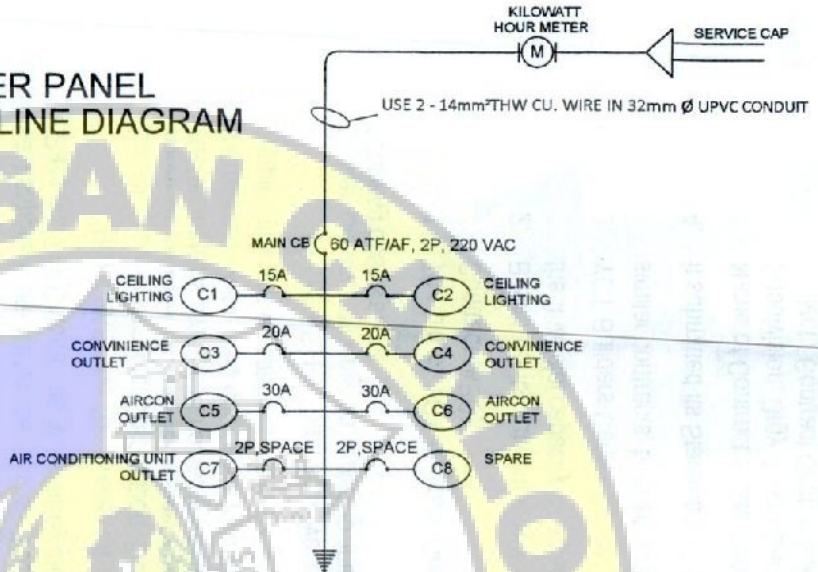 KILOWATT
HOUR METER
M
SERVICE CAP
ER PANEL
LINE DIAGRAM
USE 2 - 14mm²THW CU. WIRE IN 32mm Ø UPVC CONDUIT
SAN CARLO
MAIN CB 60 ATF/AF, 2P, 220 VAC
CEILING
LIGHTING
C1
15A
15A
C2
CEILING
LIGHTING
CONVINIENCE
OUTLET
C3
20A
20A
C4
CONVINIENCE
OUTLET
AIRCON
OUTLET
C5
30A
30A
C6
AIRCON
OUTLET
AIR CONDITIONING UNIT
OUTLET
C7
2P,SPACE
2P,SPACE
C8
SPARE